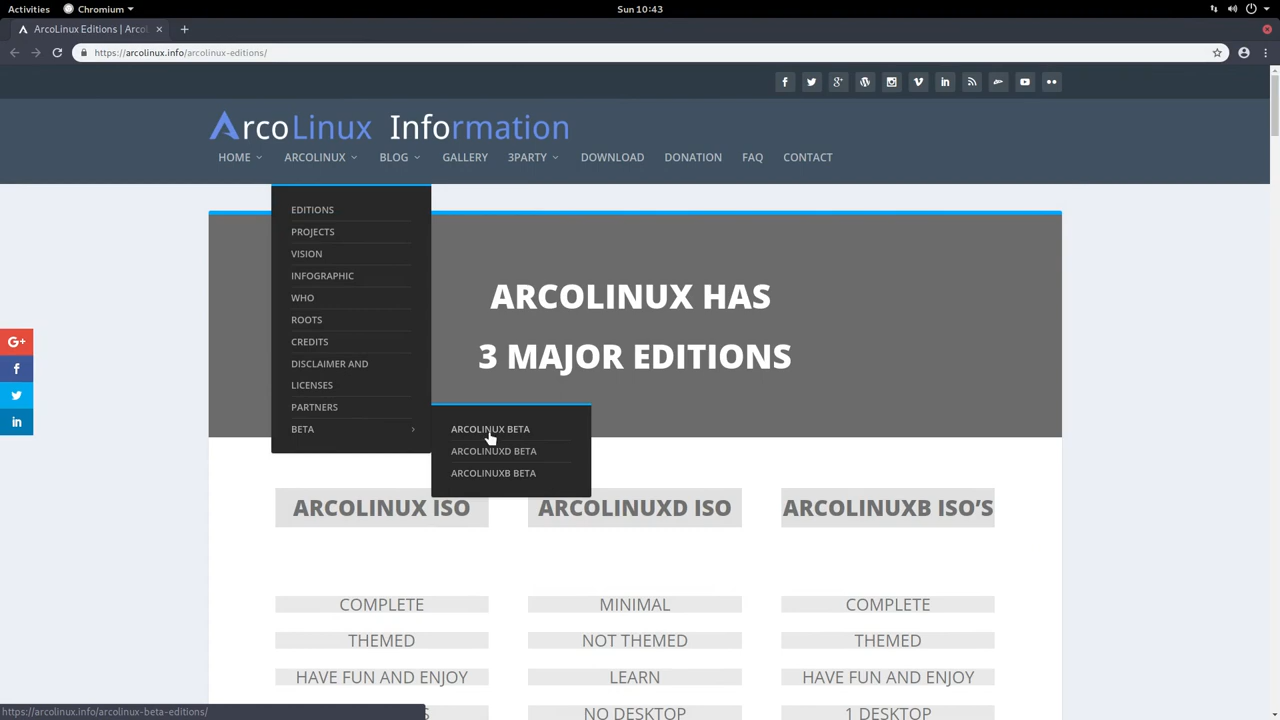 Activities
Chromium
Sun 10:43
ArcoLinux Editions | Arco
https://arcolinux.info/arcolinux-editions/
ArcoLinux Information
HOME
ARCOLINUX
BLOG
GALLERY
3PARTY
DOWNLOAD
DONATION
FAQ
CONTACT
EDITIONS
PROJECTS
VISION
INFOGRAPHIC
WHO
ROOTS
CREDITS
DISCLAIMER AND
LICENSES
PARTNERS
BETA
ARCOLINUX BETA
ARCOLINUXD BETA
ARCOLINUXB BETA
ARCOLINUX HAS
3 MAJOR EDITIONS
ARCOLINUX ISO
ARCOLINUXD ISO
ARCOLINUXB ISO’S
COMPLETE
MINIMAL
COMPLETE
THEMED
NOT THEMED
THEMED
HAVE FUN AND ENJOY
LEARN
HAVE FUN AND ENJOY
NO DESKTOP
1 DESKTOP
https://arcolinux.info/arcolinux-beta-editions/